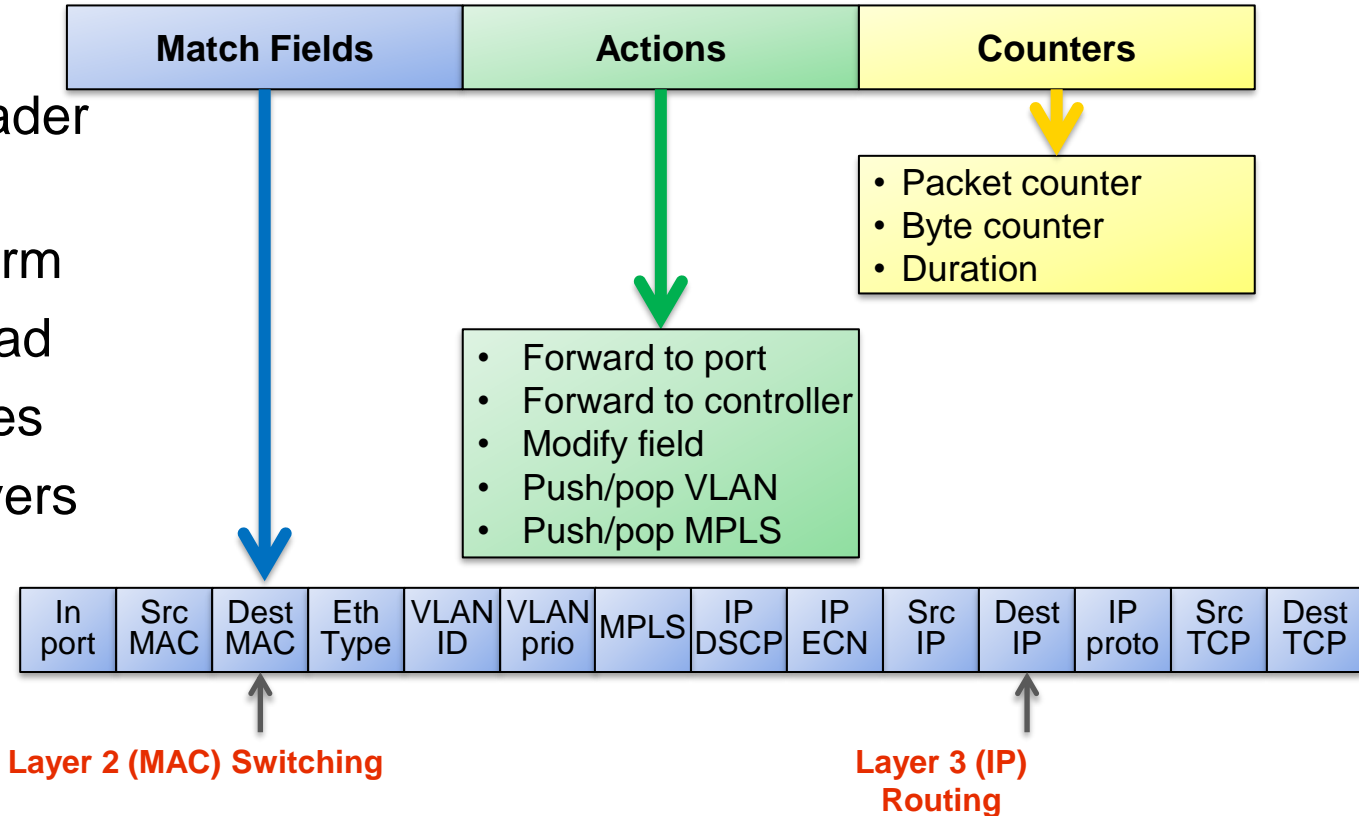 Match Fields
Actions
Counters
ader
rm
ad
es
vers
• Packet counter
• Byte counter
• Duration
• Forward to port
• Forward to controller
• Modify field
• Push/pop VLAN
• Push/pop MPLS
In port
Src MAC
Dest MAC
Eth Type
VLAN ID
VLAN prio
MPLS
IP DSCP
IP ECN
Src IP
Dest IP
IP proto
Src TCP
Dest TCP
Layer 2 (MAC) Switching
Layer 3 (IP)
Routing